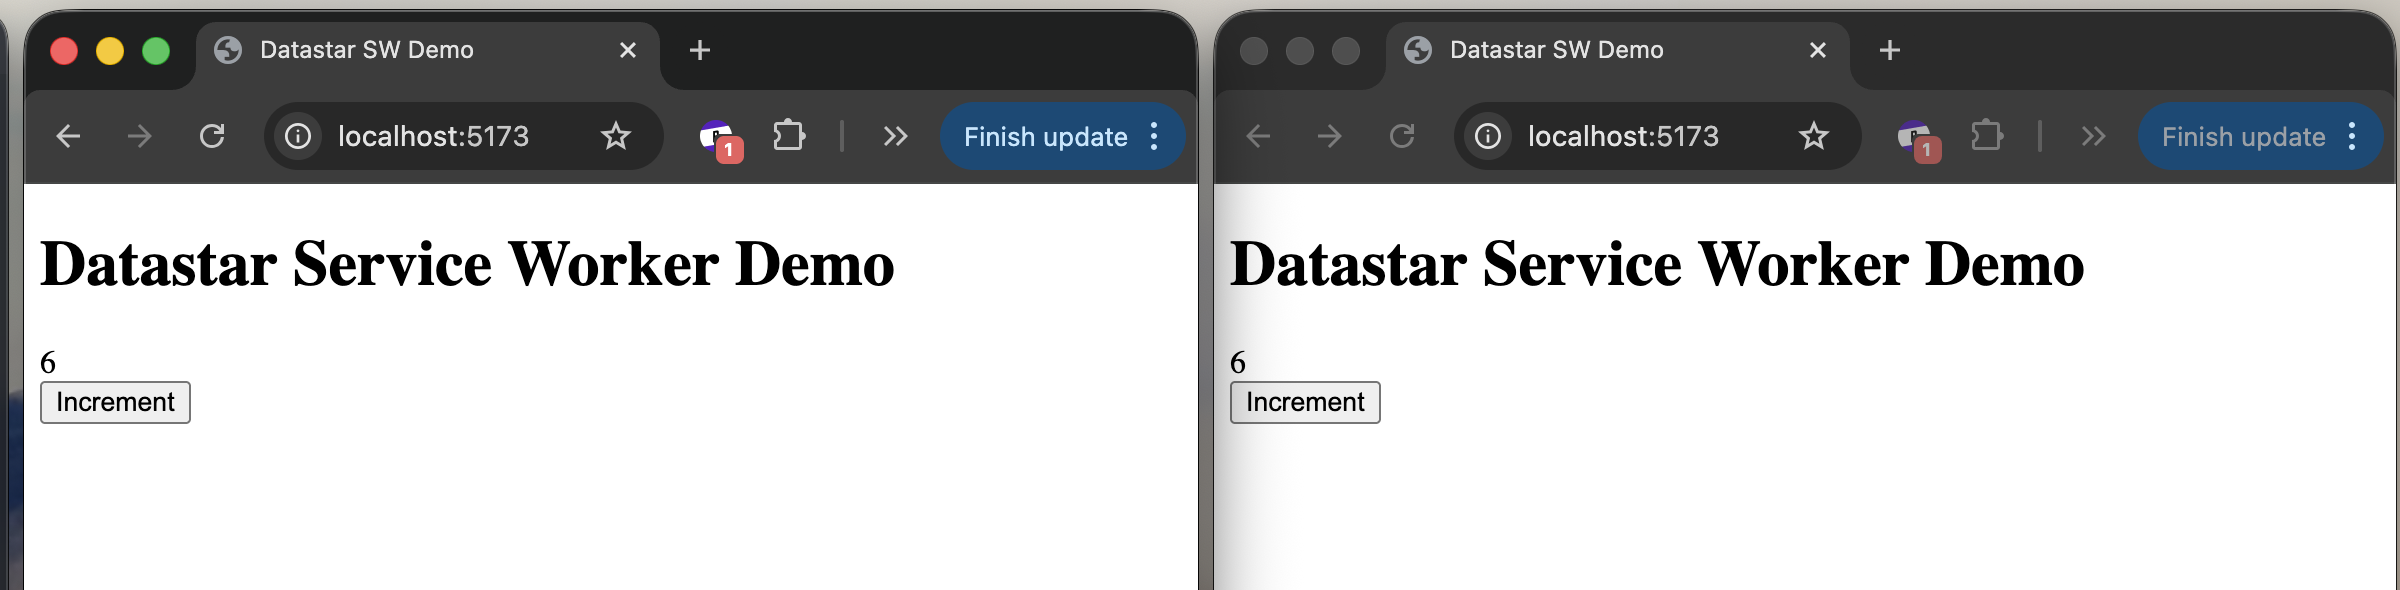 Datastar SW Demo
localhost:5173
1
Finish update
Datastar Service Worker Demo
6
Increment
Datastar SW Demo
localhost:5173
1
Finish update
Datastar Service Worker Demo
6
Increment